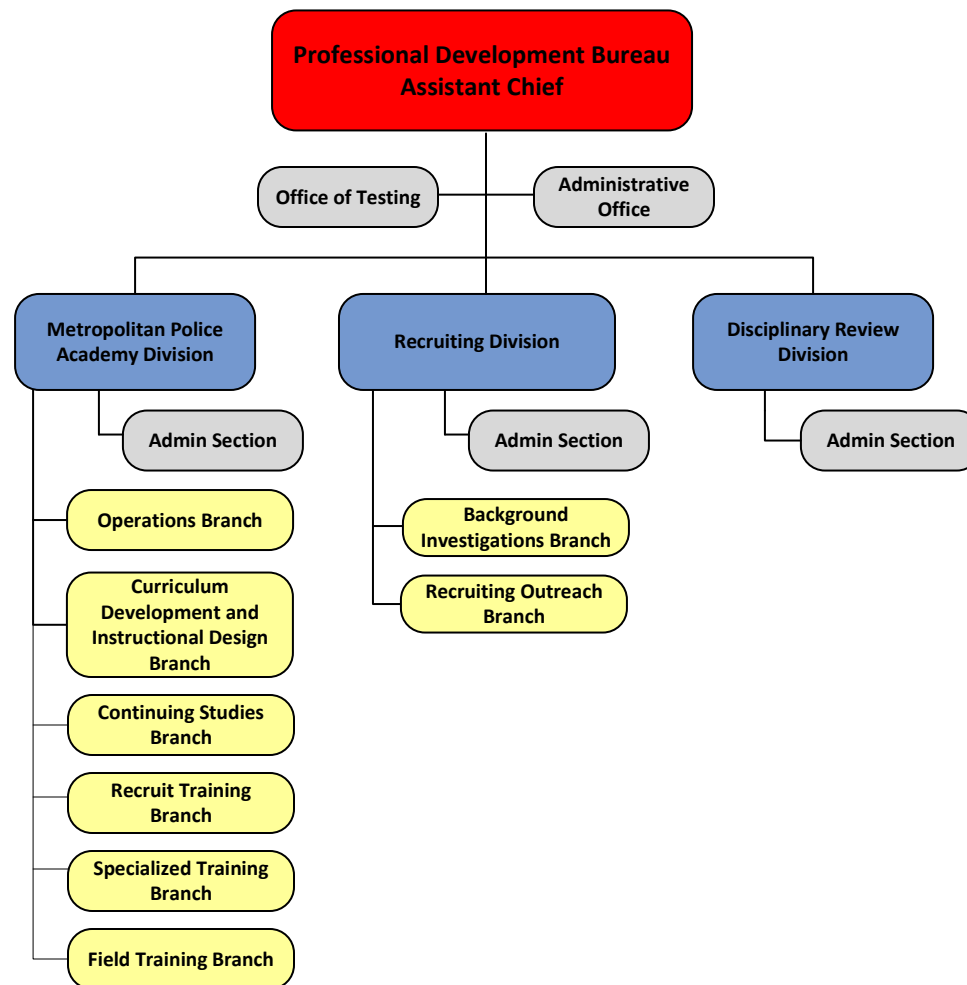 Professional Development Bureau
Assistant Chief
Office of Testing
Administrative
Office
Metropolitan Police
Academy Division
Recruiting Division
Disciplinary Review
Division
Admin Section
Admin Section
Admin Section
Operations Branch
Background
Investigations Branch
Curriculum
Development and
Instructional Design
Branch
Recruiting Outreach
Branch
Continuing Studies
Branch
Recruit Training
Branch
Specialized Training
Branch
Field Training Branch